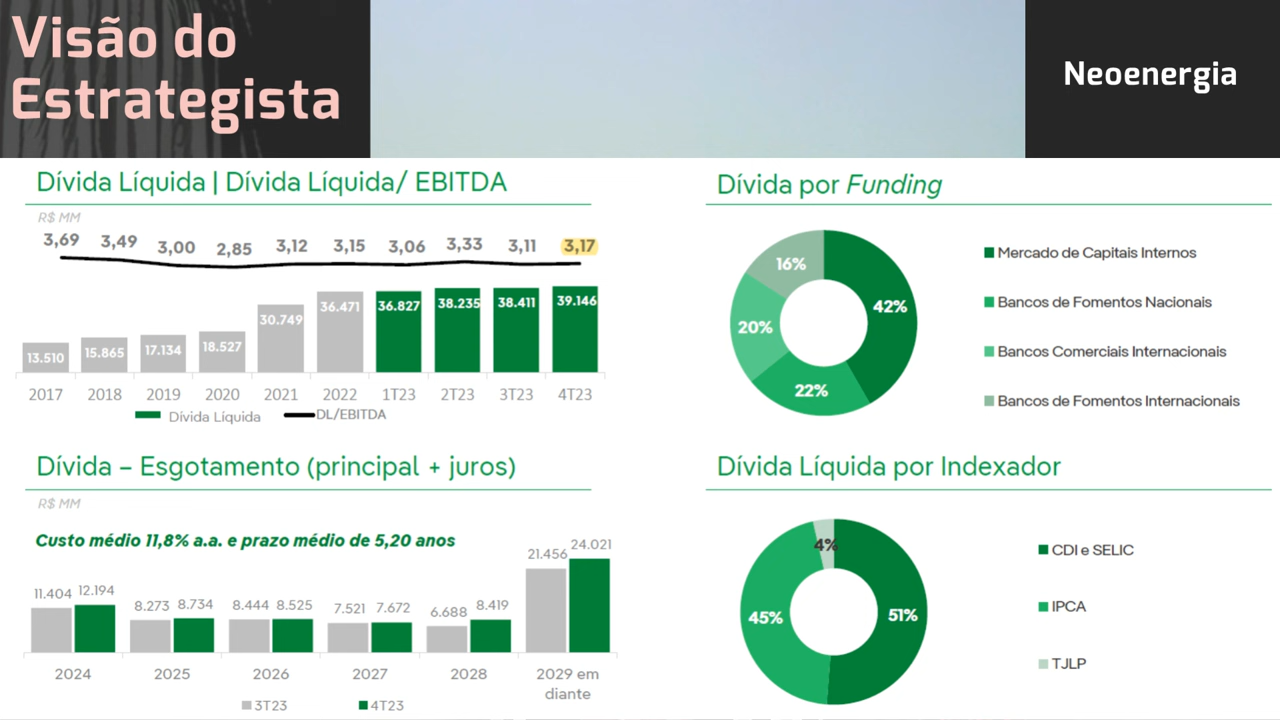 Visão do
Estrategista
Neoenergia
Dívida Líquida | Dívida Líquida/ EBITDA
R$ MM
3,69 3,49 3,00 2,85 3,12 3,15 3,06 3,33 3,11 3,17
13.510 15.865 17.134 18.527 30.749 36.471 36.827 38.235 38.411 39.146
2017 2018 2019 2020 2021 2022 1T23 2T23 3T23 4T23
Dívida Líquida DL/EBITDA
Dívida por Funding
16% 42% 20% 22%
Mercado de Capitais Internos
Bancos de Fomentos Nacionais
Bancos Comerciais Internacionais
Bancos de Fomentos Internacionais
Dívida – Esgotamento (principal + juros)
R$ MM
Custo médio 11,8% a.a. e prazo médio de 5,20 anos
11.404 12.194 8.273 8.734 8.444 8.525 7.521 7.672 6.688 8.419 21.456 24.021
2024 2025 2026 2027 2028 2029 em
diante
3T23 4T23
Dívida Líquida por Indexador
4% 45% 51%
CDI e SELIC
IPCA
TJLP